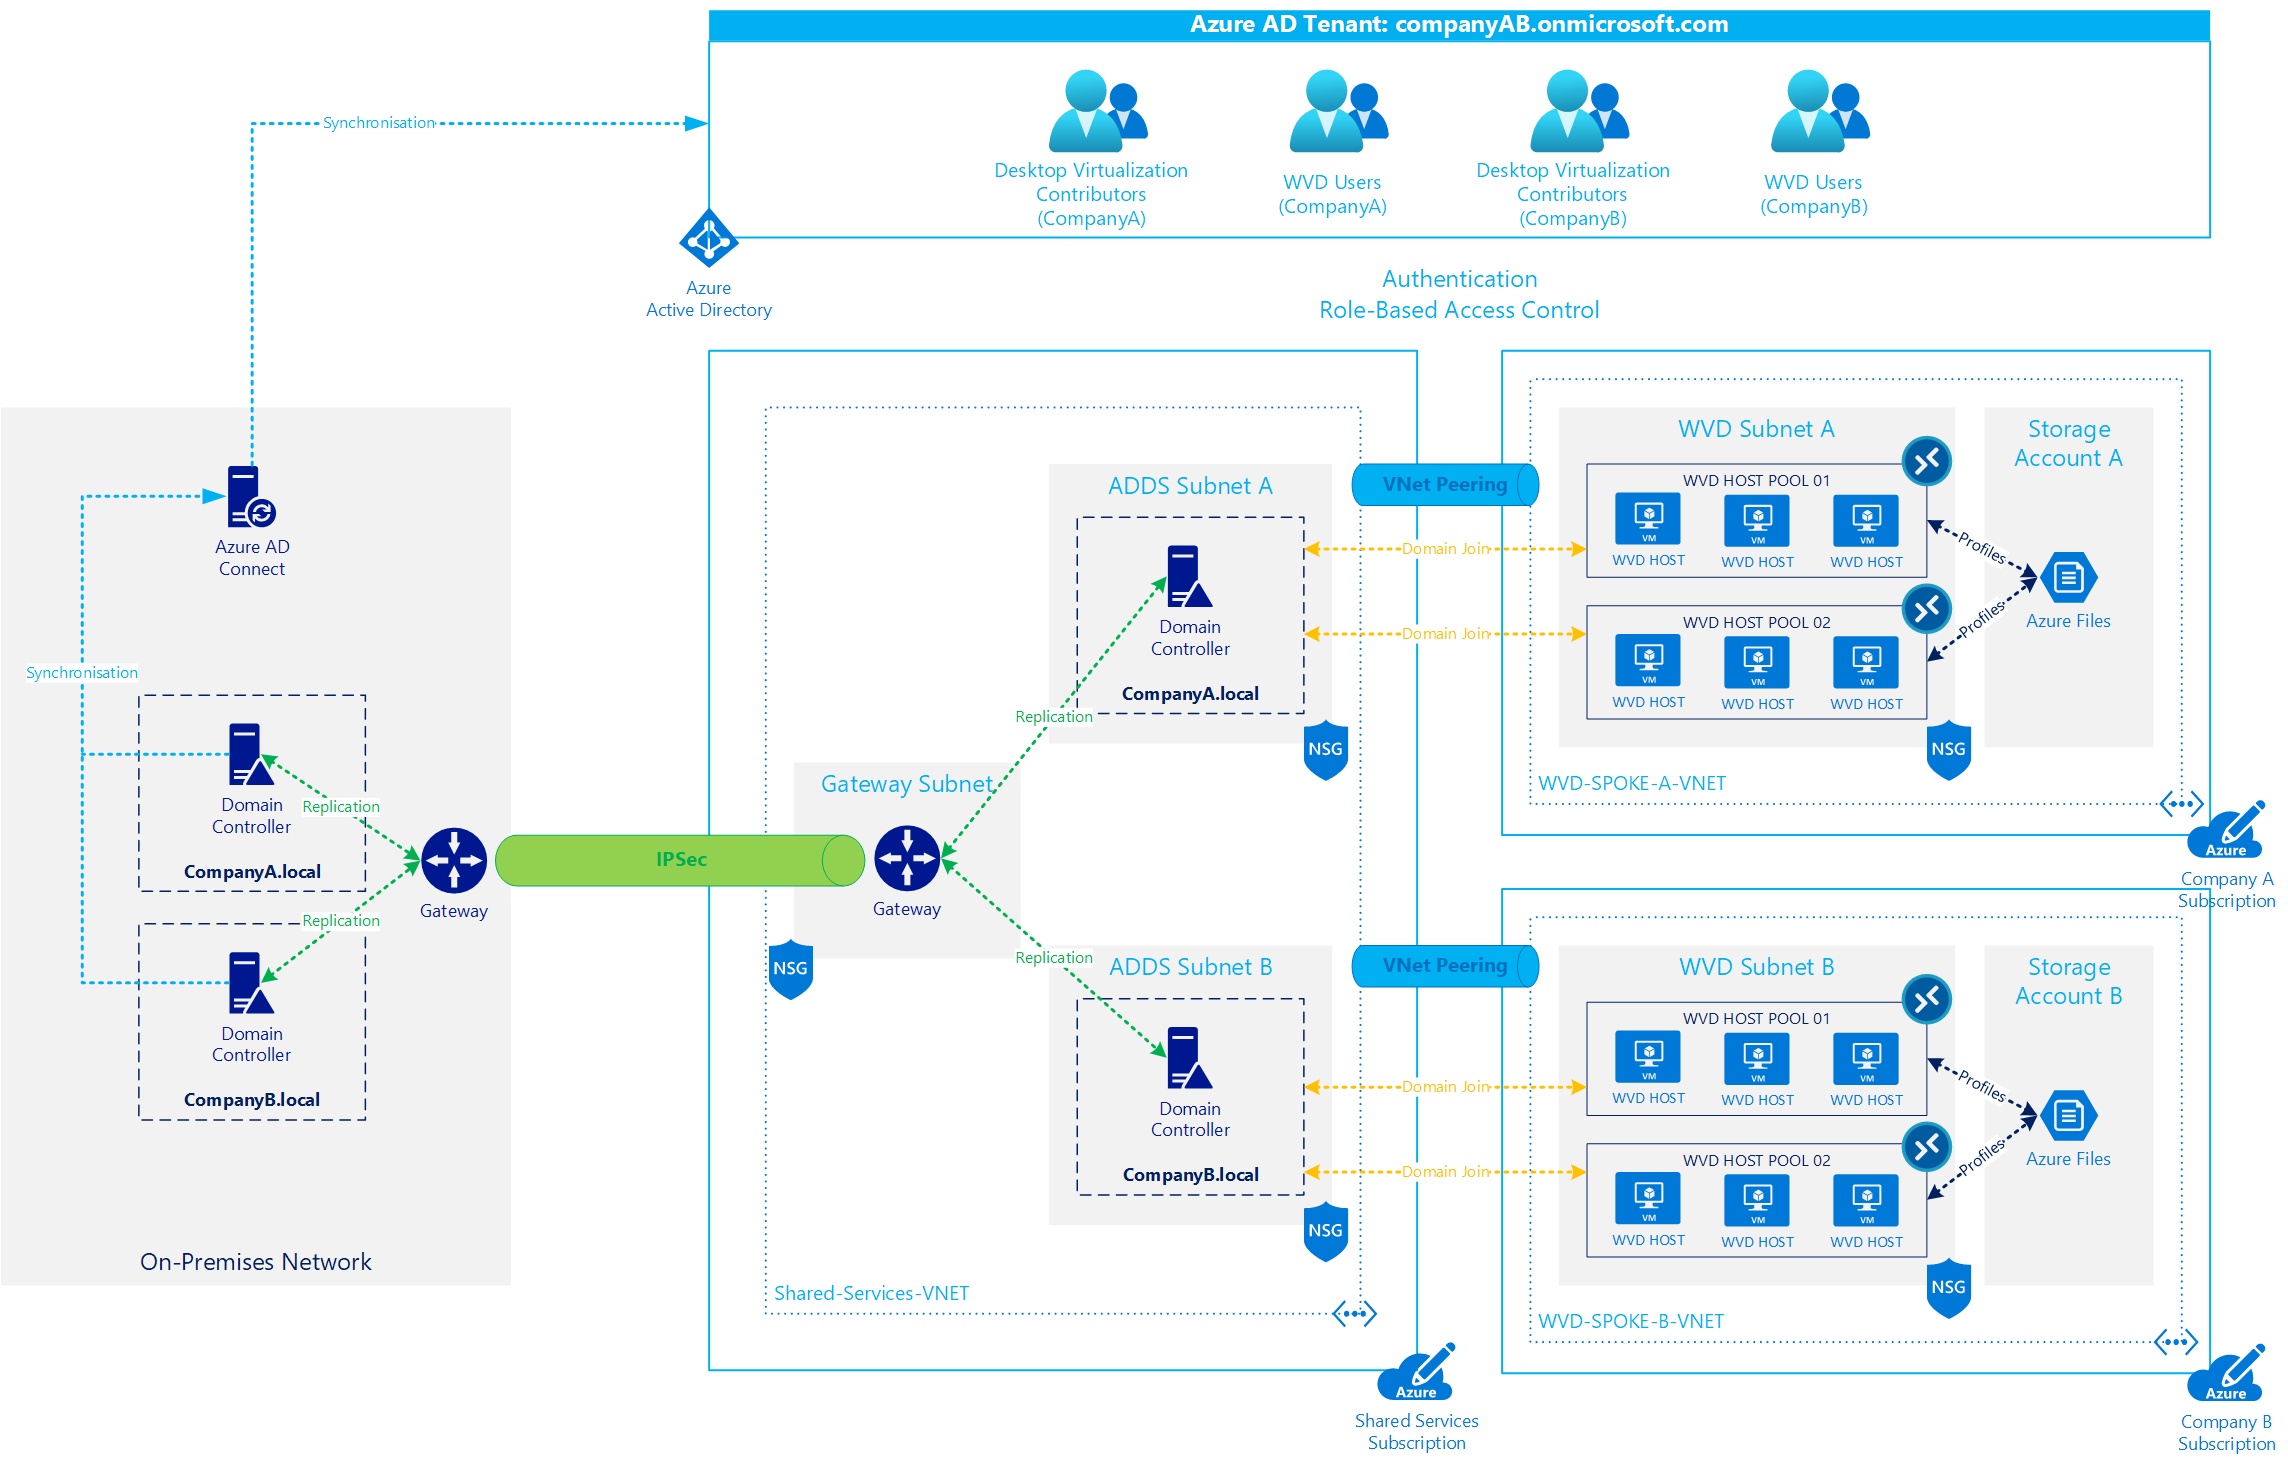 Azure AD Tenant: companyAB.onmicrosoft.com
Desktop Virtualization
Contributors
(CompanyA)
WVD Users
(CompanyA)
Desktop Virtualization
Contributors
(CompanyB)
WVD Users
(CompanyB)
Synchronisation
Azure
Active Directory
Authentication
Role-Based Access Control
Azure AD
Connect
Synchronisation
Domain
Controller
CompanyA.local
Replication
Gateway
Replication
Domain
Controller
CompanyB.local
On-Premises Network
IPSec
Gateway Subnet
Gateway
NSG
Replication
Replication
ADDS Subnet A
Domain
Controller
CompanyA.local
NSG
ADDS Subnet B
Domain
Controller
CompanyB.local
NSG
Shared-Services-VNET
Azure
Shared Services
Subscription
VNet Peering
Domain Join
Domain Join
WVD Subnet A
WVD HOST POOL 01
VM
VM
VM
WVD HOST
WVD HOST
WVD HOST
WVD HOST POOL 02
VM
VM
VM
WVD HOST
WVD HOST
WVD HOST
NSG
Profiles
Profiles
Storage
Account A
Azure Files
WVD-SPOKE-A-VNET
Azure
Company A
Subscription
VNet Peering
Domain Join
Domain Join
WVD Subnet B
WVD HOST POOL 01
VM
VM
VM
WVD HOST
WVD HOST
WVD HOST
WVD HOST POOL 02
VM
VM
VM
WVD HOST
WVD HOST
WVD HOST
NSG
Profiles
Profiles
Storage
Account B
Azure Files
WVD-SPOKE-B-VNET
Azure
Company B
Subscription